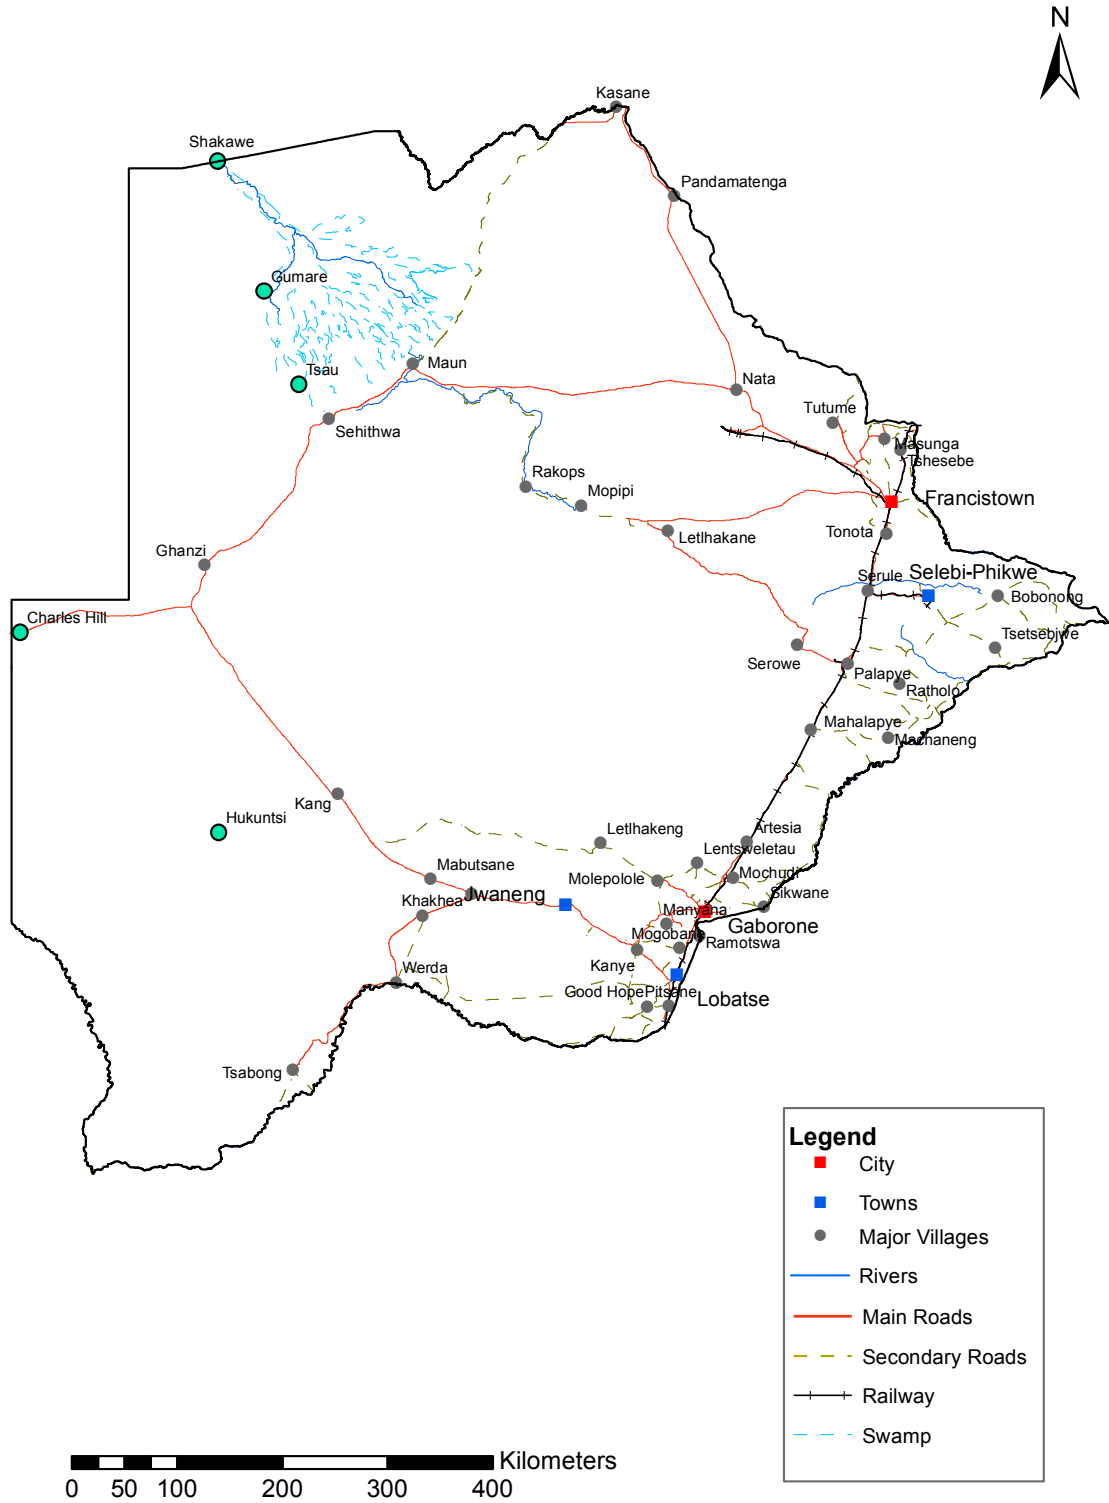 N
Kasane
Shakawe
Pandamatenga
Gumare
Maun
Tsau
Nata
Tutume
Sehithwa
Masunga
Tshesebe
Rakops
Mopipi
Francistown
Letlhakane
Tonota
Ghanzi
Serule
Selebi-Phikwe
Bobonong
Charles Hill
Tsetsebjwe
Serowe
Palapye
Ratholo
Mahalapye
Machaneng
Kang
Hukuntsi
Letlhakeng
Artesia
Lentsweletau
Mabutsane
Molepolole
Mochudi
Jwaneng
Sikwane
Khakhea
Manyana
Gaborone
Mogobane
Ramotswa
Kanye
Werda
Good Hope
Pitsane
Lobatse
Tsabong
Legend
City
Towns
Major Villages
Rivers
Main Roads
Secondary Roads
Railway
Swamp
Kilometers
0 50 100 200 300 400